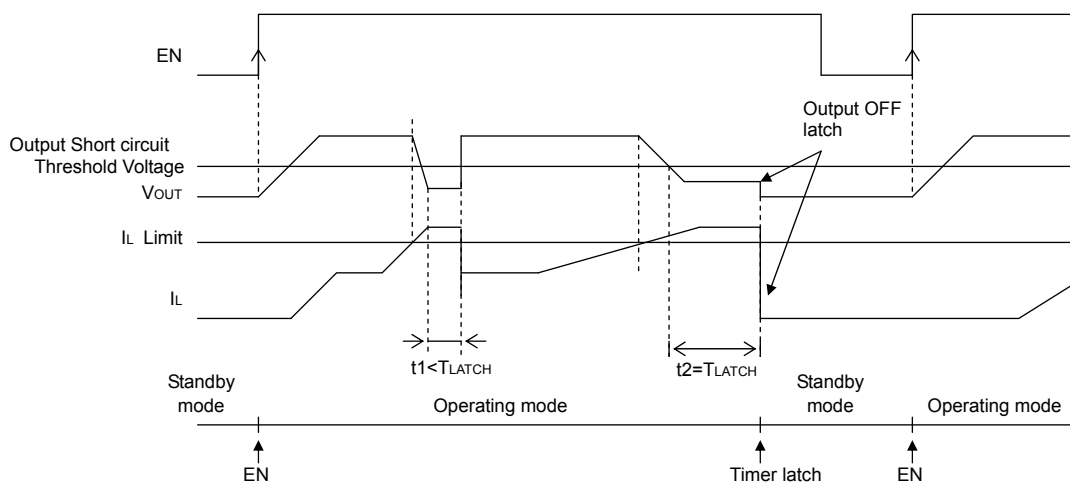 EN
Output OFF
latch
Output Short circuit
Threshold Voltage
VOUT
IL Limit
IL
t1<TLATCH
t2=TLATCH
Standby
mode
Operating mode
Standby
mode
Operating mode
EN
Timer latch
EN